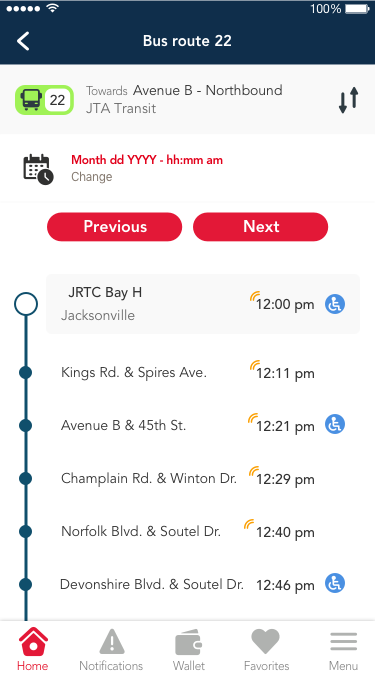 100%
Bus route 22
22
Towards Avenue B - Northbound
JTA Transit
Month dd YYYY - hh:mm am
Change
Previous
Next
JRTC Bay H
12:00 pm
Jacksonville
Kings Rd. & Spires Ave.
12:11 pm
Avenue B & 45th St.
12:21 pm
Champlain Rd. & Winton Dr.
12:29 pm
Norfolk Blvd. & Soutel Dr.
12:40 pm
Devonshire Blvd. & Soutel Dr.
12:46 pm
Home
Notifications
Wallet
Favorites
Menu